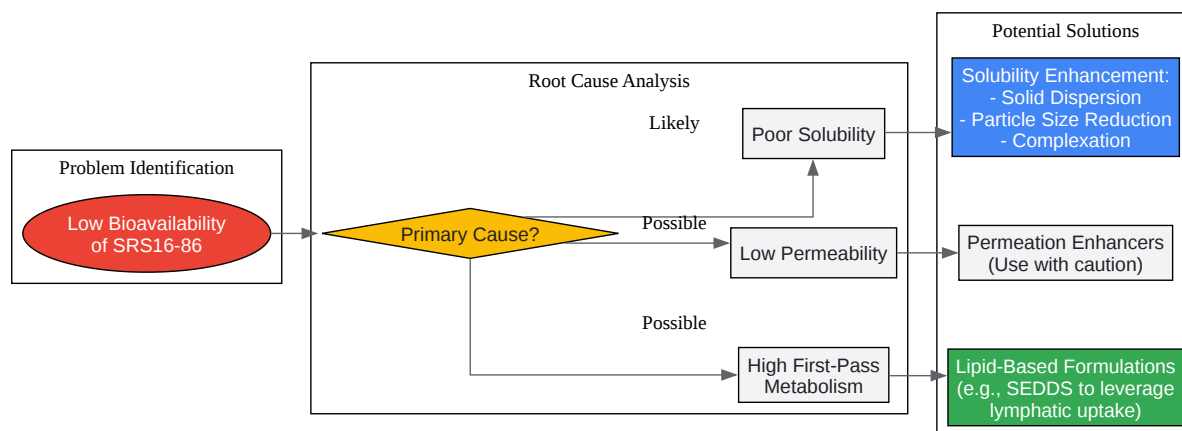 Problem Identification
Low Bioavailability
of SRS16-86
Root Cause Analysis
Primary Cause?
Likely
Poor Solubility
Possible
Low Permeability
Possible
High First-Pass
Metabolism
Potential Solutions
Solubility Enhancement:
- Solid Dispersion
- Particle Size Reduction
- Complexation
Permeation Enhancers
(Use with caution)
Lipid-Based Formulations
(e.g., SEDDS to leverage
lymphatic uptake)